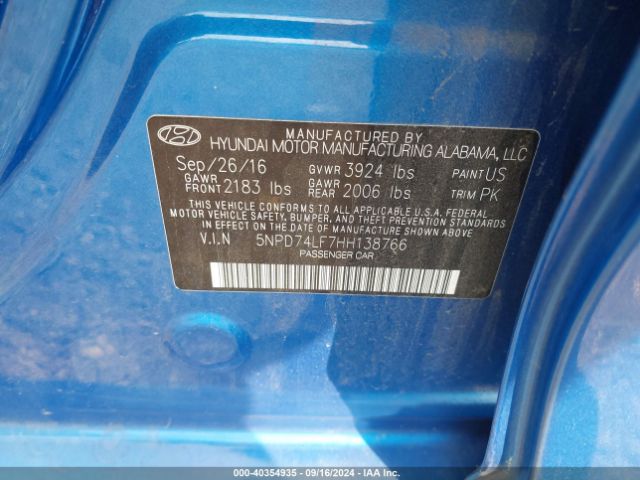 MANUFACTURED BY
HYUNDAI MOTOR MANUFACTURING ALABAMA, LLC
Sep/26/16 GVWR 3924 lbs PAINT US
GAWR FRONT 2183 lbs GAWR REAR 2006 lbs TRIM PK
THIS VEHICLE CONFORMS TO ALL APPLICABLE U.S.A. FEDERAL
MOTOR VEHICLE SAFETY, BUMPER, AND THEFT PREVENTION STANDARDS
IN EFFECT ON THE DATE OF MANUFACTURE SHOWN ABOVE.
V.I.N 5NPD74LF7HH138766
PASSENGER CAR
000-40354935 - 09/16/2024 - IAA Inc.